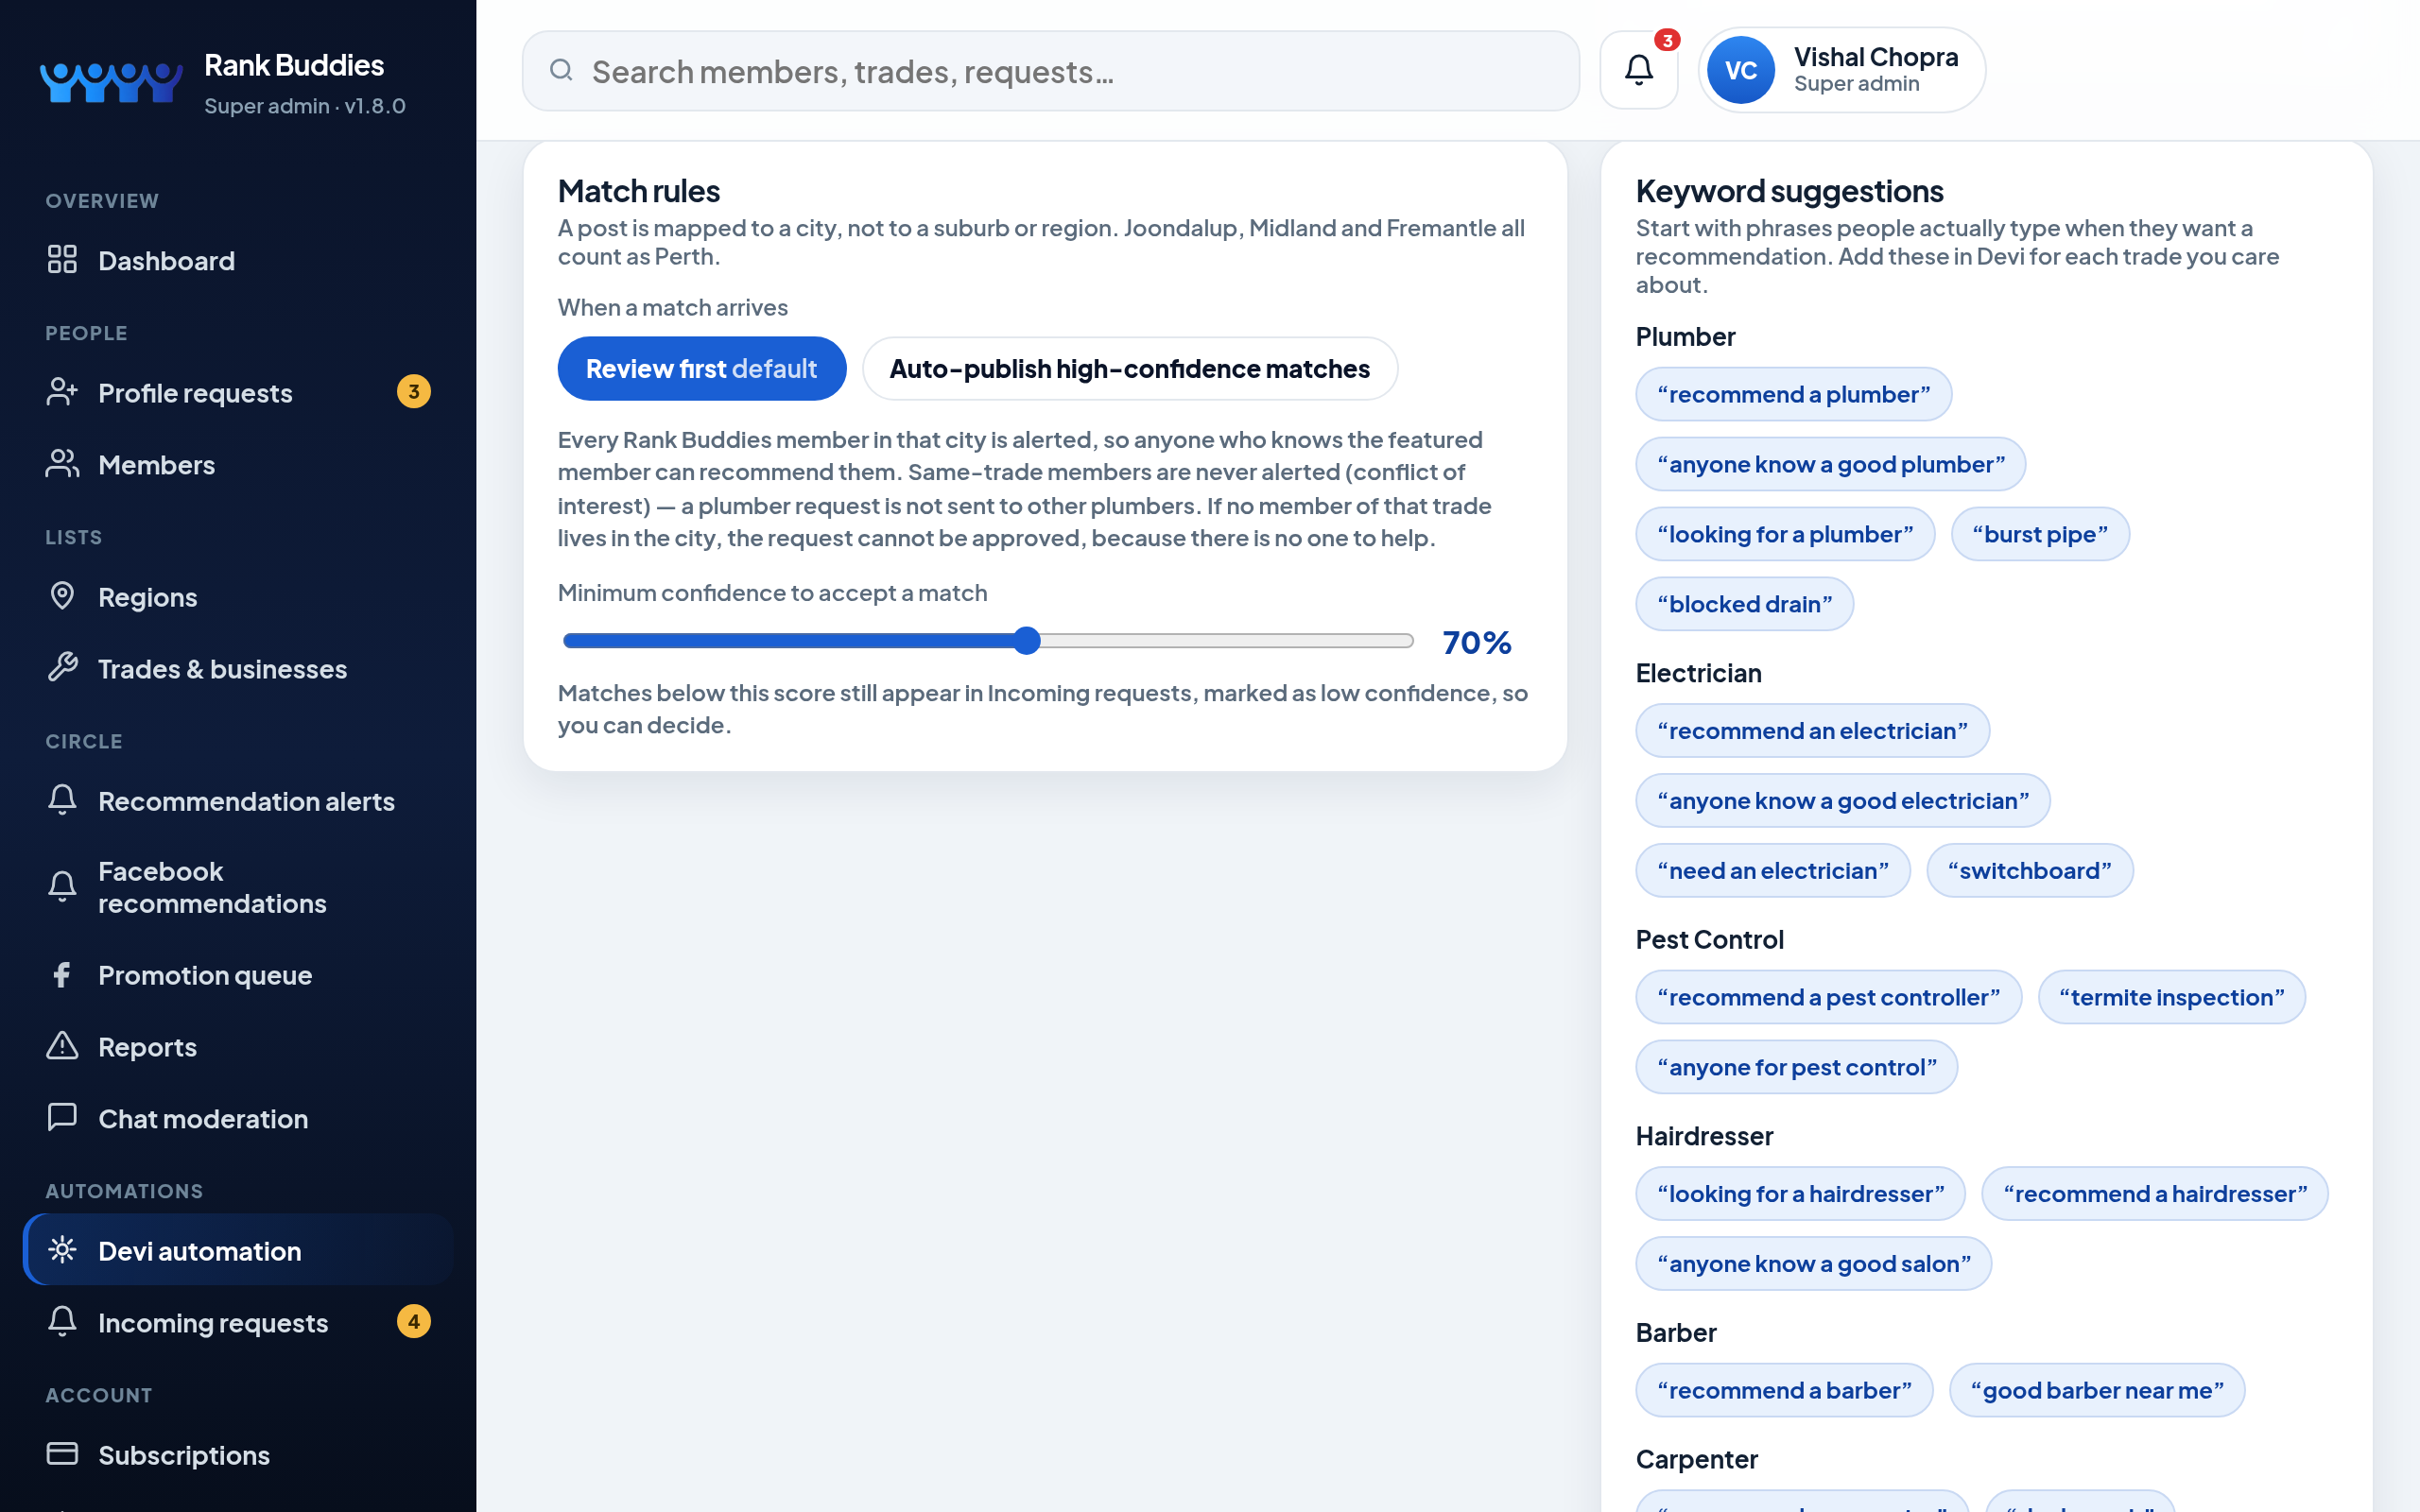 Rank Buddies
Super admin · v1.8.0
OVERVIEW
Dashboard
PEOPLE
Profile requests 3
Members
LISTS
Regions
Trades & businesses
CIRCLE
Recommendation alerts
Facebook
recommendations
Promotion queue
Reports
Chat moderation
AUTOMATIONS
Devi automation
Incoming requests 4
ACCOUNT
Subscriptions
Search members, trades, requests…
3
VC
Vishal Chopra
Super admin
Match rules
A post is mapped to a city, not to a suburb or region. Joondalup, Midland and Fremantle all
count as Perth.
When a match arrives
Review first default
Auto-publish high-confidence matches
Every Rank Buddies member in that city is alerted, so anyone who knows the featured
member can recommend them. Same-trade members are never alerted (conflict of
interest) — a plumber request is not sent to other plumbers. If no member of that trade
lives in the city, the request cannot be approved, because there is no one to help.
Minimum confidence to accept a match
70%
Matches below this score still appear in Incoming requests, marked as low confidence, so
you can decide.
Keyword suggestions
Start with phrases people actually type when they want a
recommendation. Add these in Devi for each trade you care
about.
Plumber
“recommend a plumber”
“anyone know a good plumber”
“looking for a plumber” “burst pipe”
“blocked drain”
Electrician
“recommend an electrician”
“anyone know a good electrician”
“need an electrician” “switchboard”
Pest Control
“recommend a pest controller” “termite inspection”
“anyone for pest control”
Hairdresser
“looking for a hairdresser” “recommend a hairdresser”
“anyone know a good salon”
Barber
“recommend a barber” “good barber near me”
Carpenter